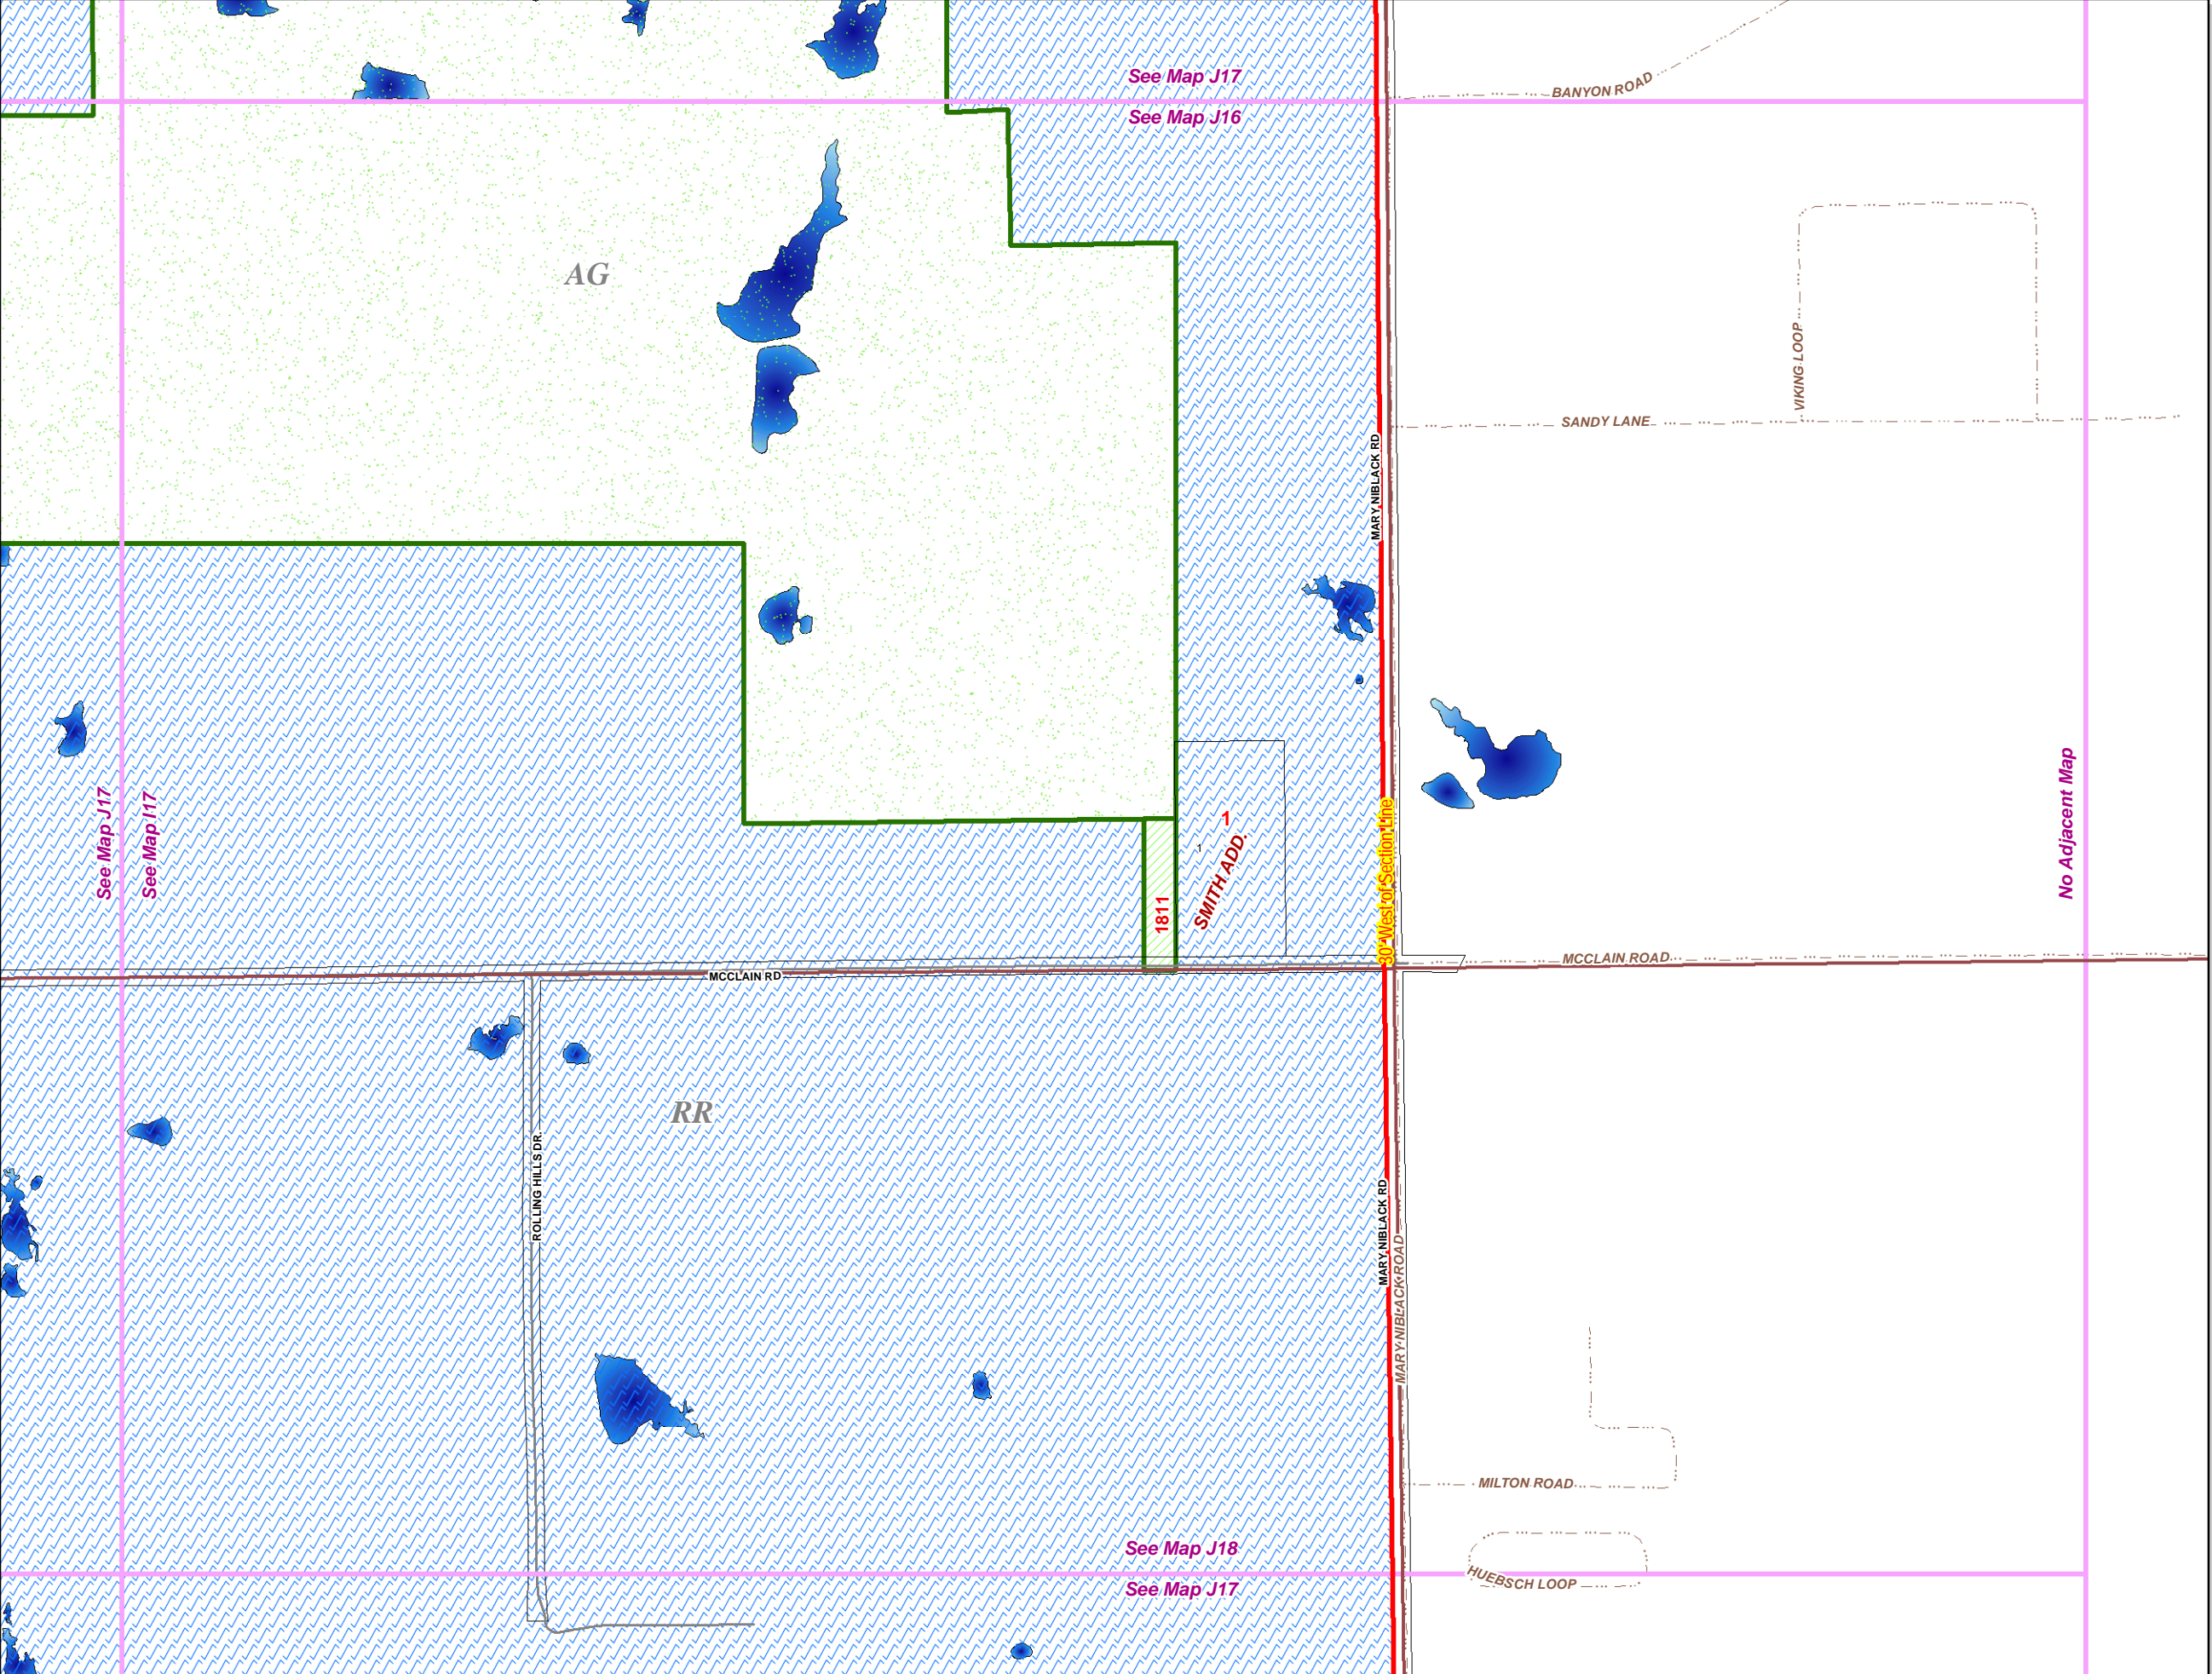 See Map J17
BANYON ROAD
See Map J16
AG
VIKING LOOP
SANDY LANE
MARY NIBLACK RD
See Map J17
See Map I17
1
1
SMITH ADD.
1811
30' West of Section Line
No Adjacent Map
MCCLAIN RD
MCCLAIN ROAD
RR
ROLLING HILLS DR.
MARY NIBLACK RD
MARY NIBLACK ROAD
MILTON ROAD
See Map J18
HUEBSCH LOOP
See Map J17